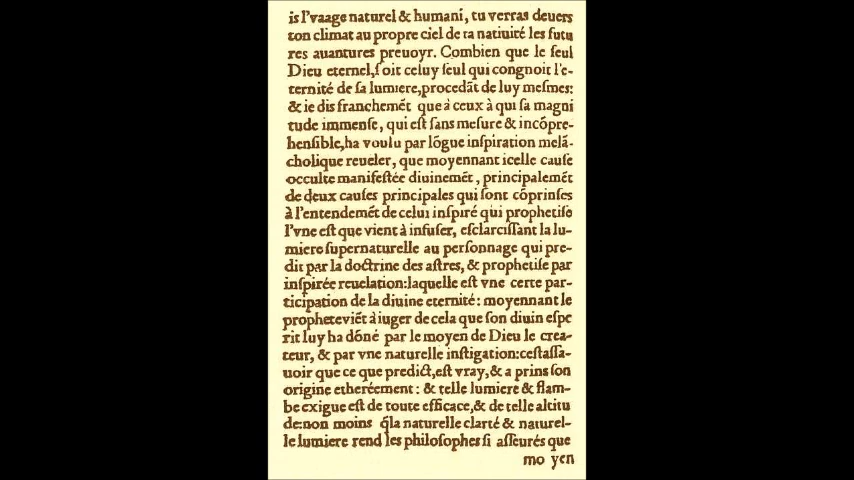 is l'vsage naturel & humaní, tu verras deuers
ton climat au propre ciel de ta natiuité les futu
res auantures preuoyr. Combien que le ſeul
Dieu eternel,ſoit celuy ſeul qui congnoit l'e-
ternité de ſa lumiere,procedãt de luy meſmes:
& ie dis franchemẽt que à ceux à qui ſa magni
tude immenſe, qui eſt ſans meſure & incõpre-
henſible,ha voulu par lõgue inſpiration melã-
cholique reueler, que moyennant icelle cauſe
occulte manifeſtée diuinemẽt, principalemẽt
de deux cauſes principales qui ſont cõprinſes
à l'entendemẽt de celui inſpiré qui prophetiſe
l'vne eſt que vient à infuſer, eſclarciſſant la lu-
miere ſupernaturelle au perſonnage qui pre-
dit par la doctrine des aſtres, & prophetiſe par
inſpirée reuelation:laquelle eſt vne certe par-
ticipation de la diuine eternité: moyennant le
propheteviẽt à iuger de cela que ſon diuin eſpe
rit luy ha dõné par le moyen de Dieu le crea-
teur, & par vne naturelle inſtigation:ceſtaſſa-
uoir que ce que predict,eſt vray,& a prins ſon
origine ethereément: & telle lumiere & flam-
be exigue eſt de toute efficace,& de telle altitu
de:non moins q̃la naturelle clarté & naturel-
le lumiere rend les philoſophes ſi aſſeurés que
mo yen